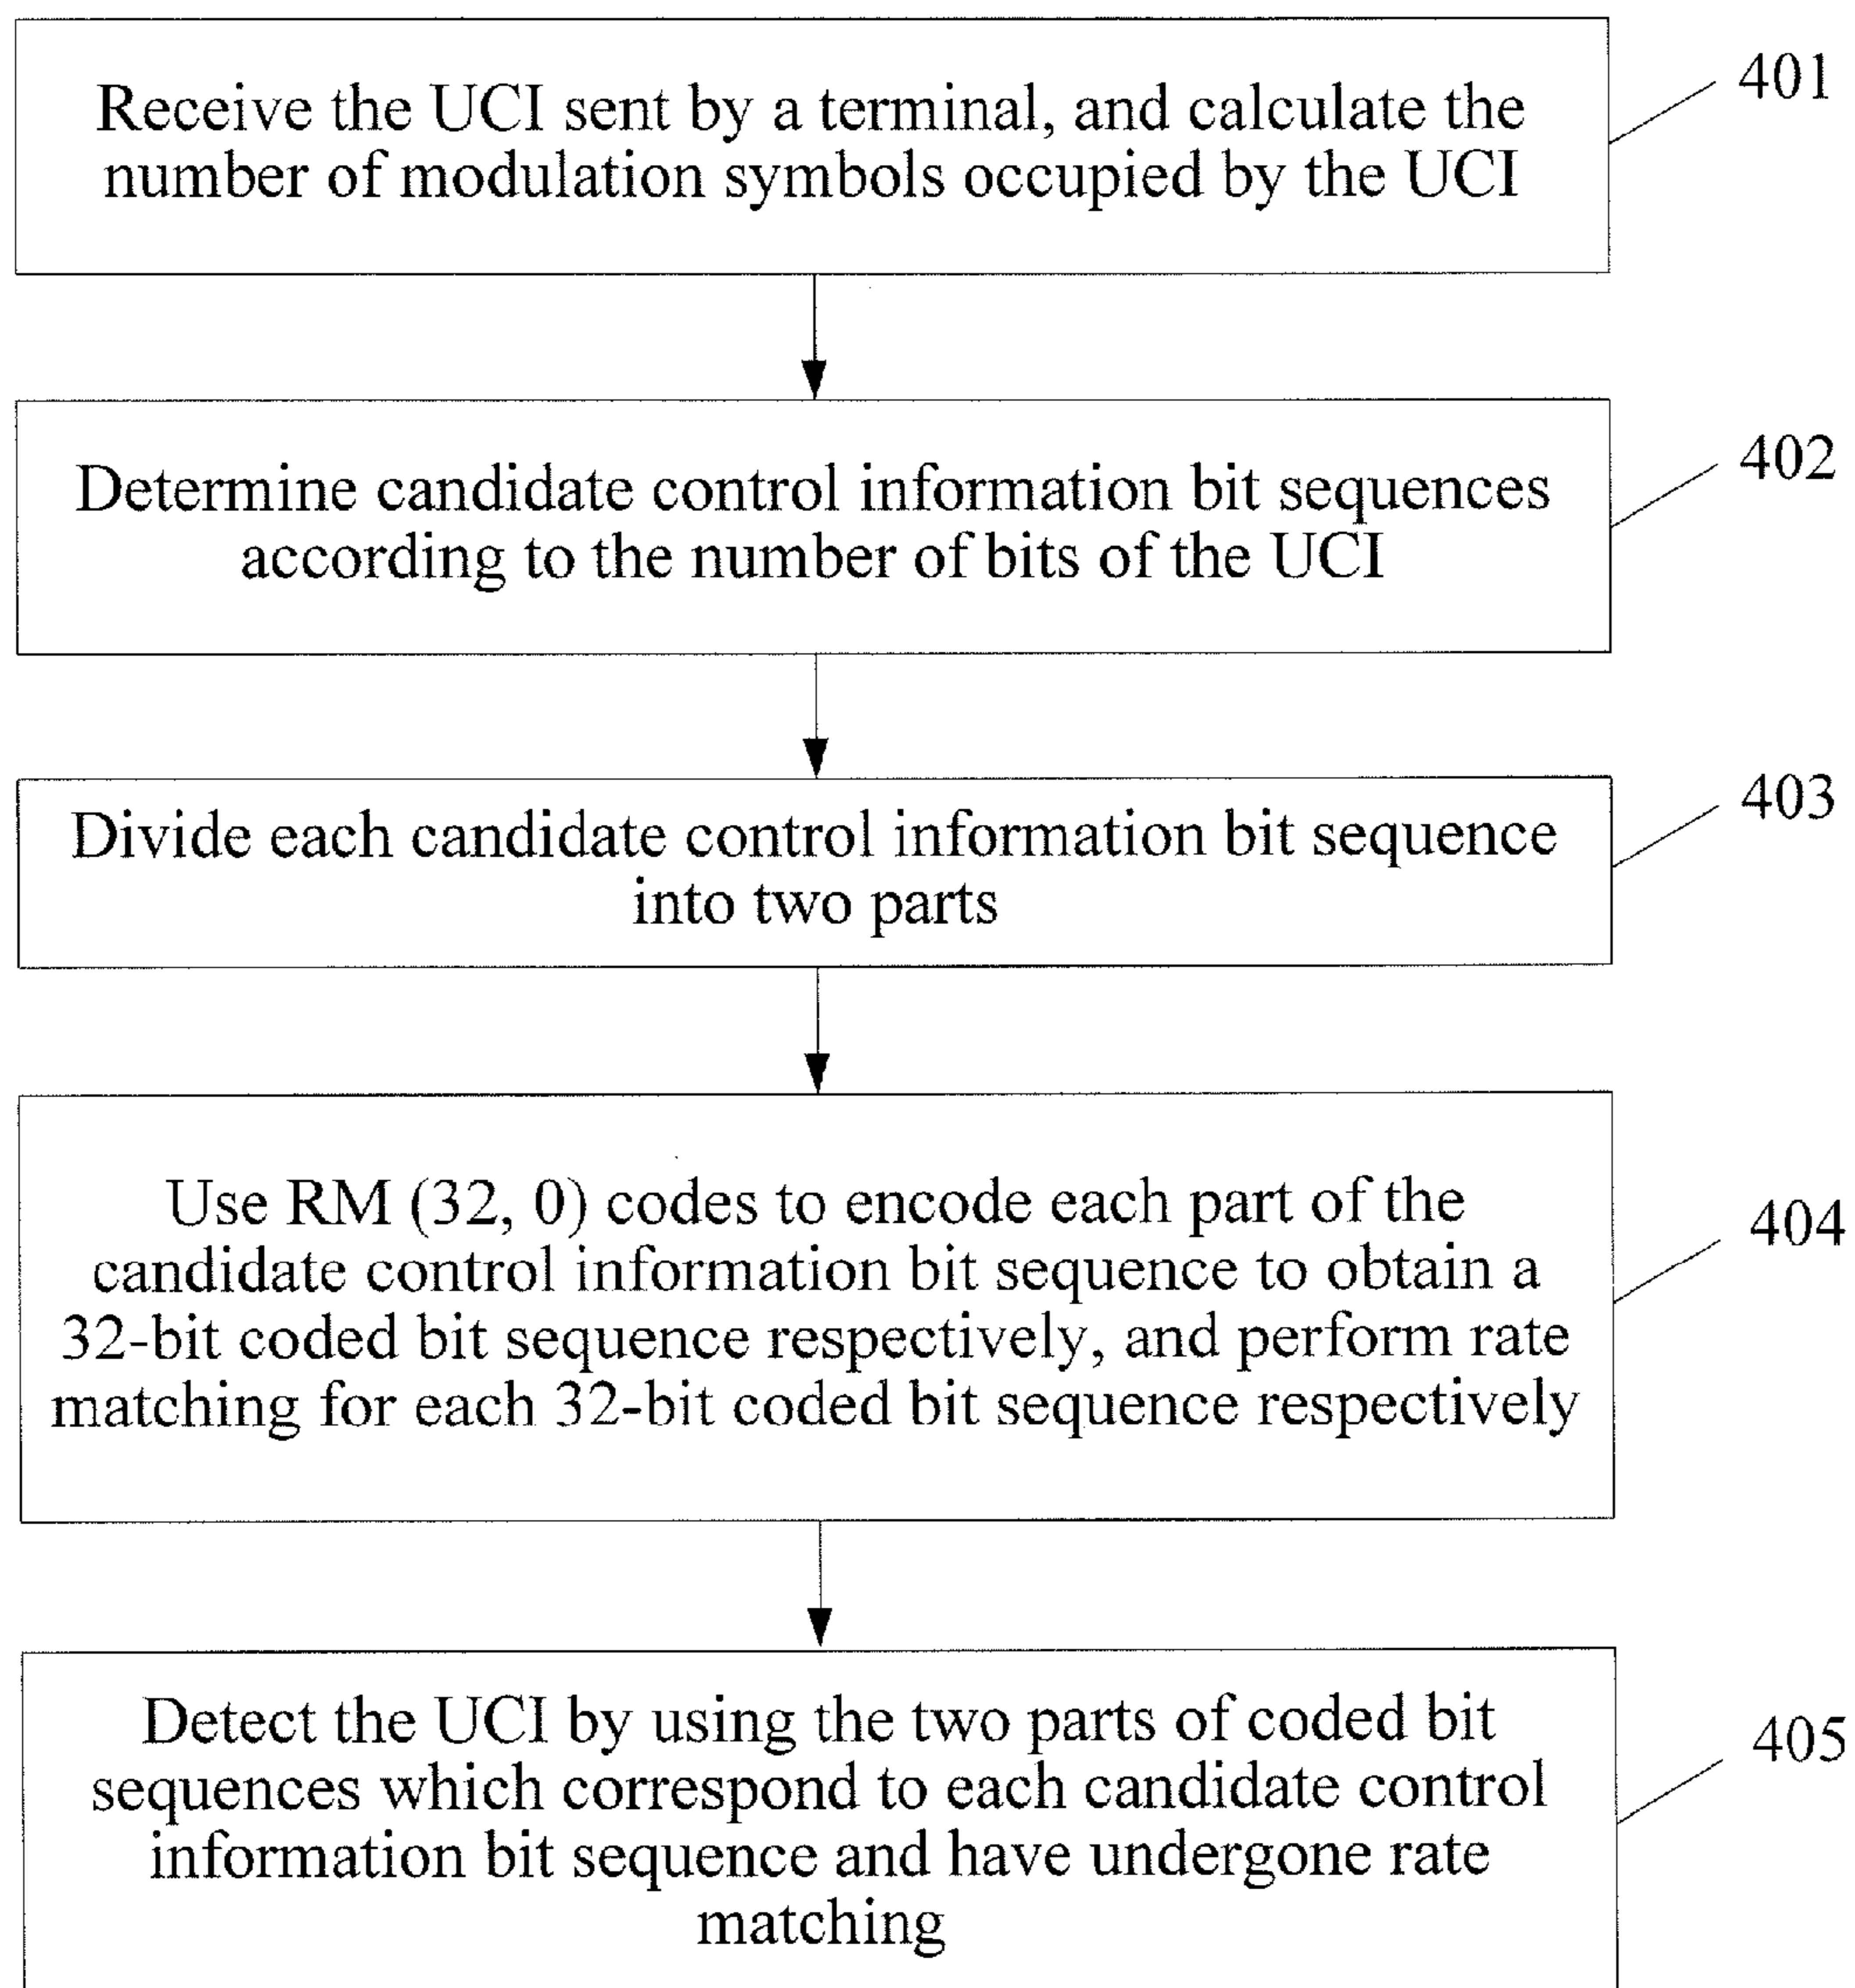 Receive the UCI sent by a terminal, and calculate the
number of modulation symbols occupied by the UCI
401
Determine candidate control information bit sequences
according to the number of bits of the UCI
402
Divide each candidate control information bit sequence
into two parts
403
Use RM (32, 0) codes to encode each part of the
candidate control information bit sequence to obtain a
32-bit coded bit sequence respectively, and perform rate
matching for each 32-bit coded bit sequence respectively
404
Detect the UCI by using the two parts of coded bit
sequences which correspond to each candidate control
information bit sequence and have undergone rate
matching
405